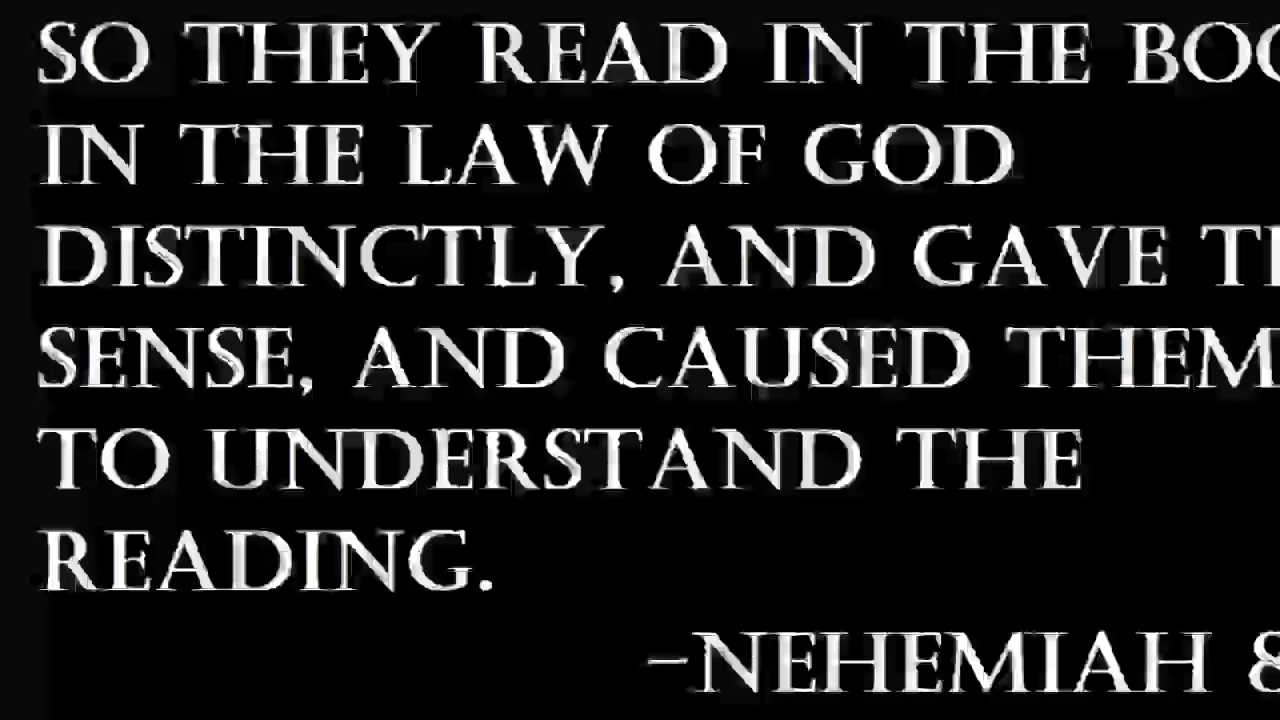 SO THEY READ IN THE
IN THE LAW OF GOD
DISTINCTLY, AND GAVE
SENSE, AND CAUSED THEM
TO UNDERSTAND THE
READING.
-NEHEMIAH 8